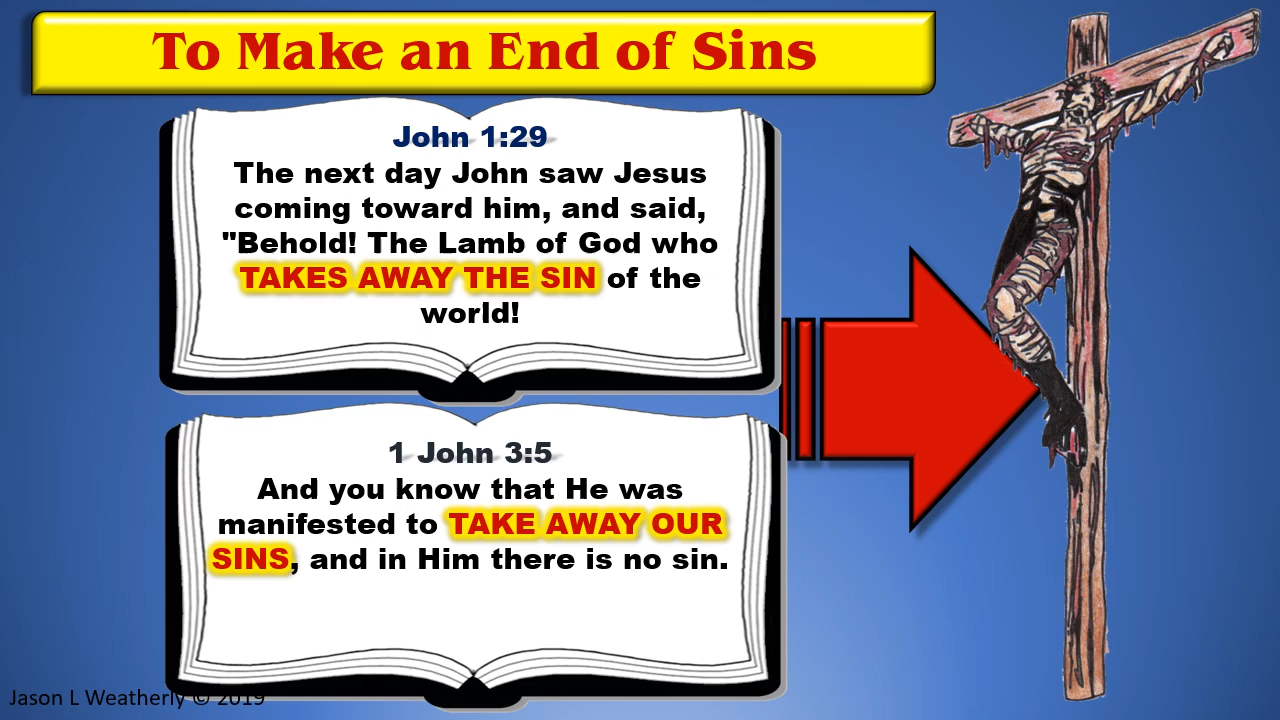 To Make an End of Sins
John 1:29
The next day John saw Jesus
coming toward him, and said,
"Behold! The Lamb of God who
TAKES AWAY THE SIN of the
world!
1 John 3:5
And you know that He was
manifested to TAKE AWAY OUR
SINS, and in Him there is no sin.
Jason L Weatherly © 2019